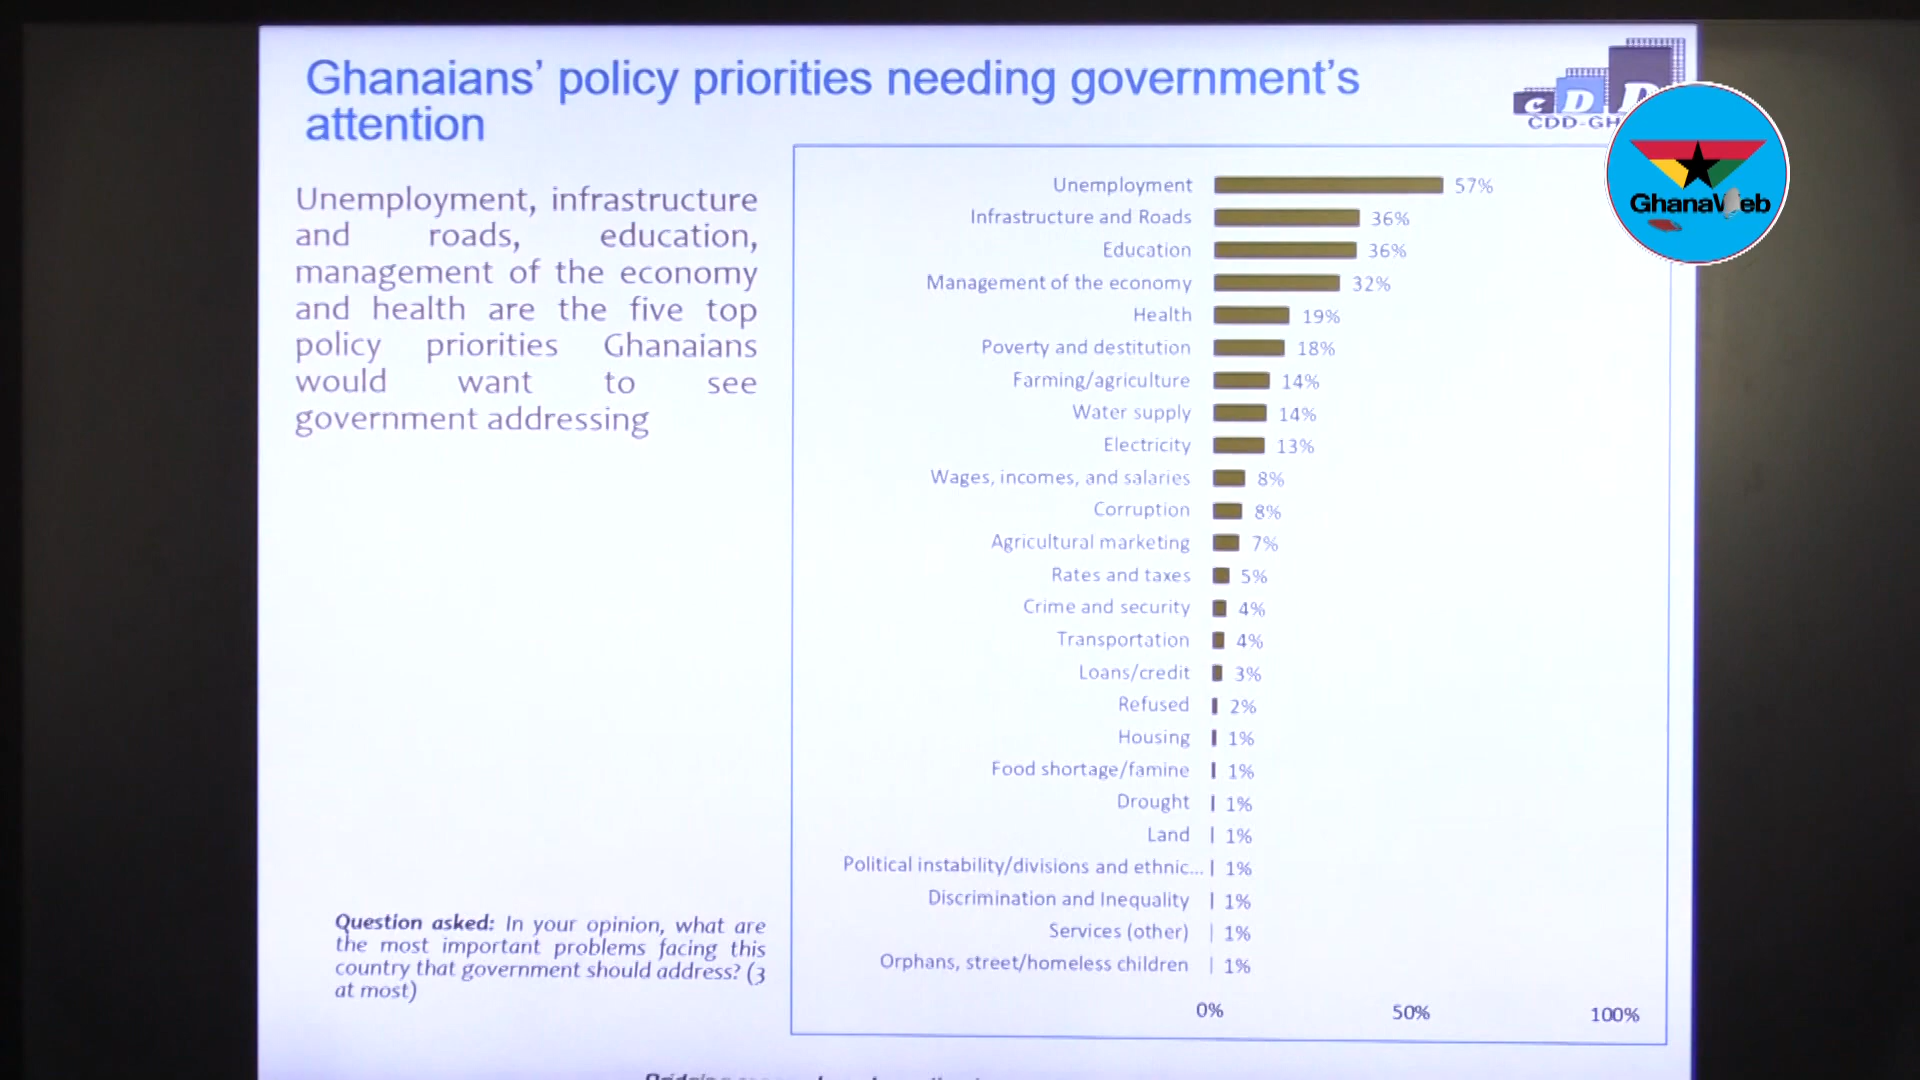 Ghanaians' policy priorities needing government's
attention
C D D
CDD-GH
GhanaWeb
Unemployment, infrastructure
and roads, education,
management of the economy
and health are the five top
policy priorities Ghanaians
would want to see
government addressing
Question asked: In your opinion, what are
the most important problems facing this
country that government should address? (3
at most)
Unemployment 57%
Infrastructure and Roads 36%
Education 36%
Management of the economy 32%
Health 19%
Poverty and destitution 18%
Farming/agriculture 14%
Water supply 14%
Electricity 13%
Wages, incomes, and salaries 8%
Corruption 8%
Agricultural marketing 7%
Rates and taxes 5%
Crime and security 4%
Transportation 4%
Loans/credit 3%
Refused 2%
Housing 1%
Food shortage/famine 1%
Drought 1%
Land 1%
Political instability/divisions and ethnic... 1%
Discrimination and Inequality 1%
Services (other) 1%
Orphans, street/homeless children 1%
0% 50% 100%